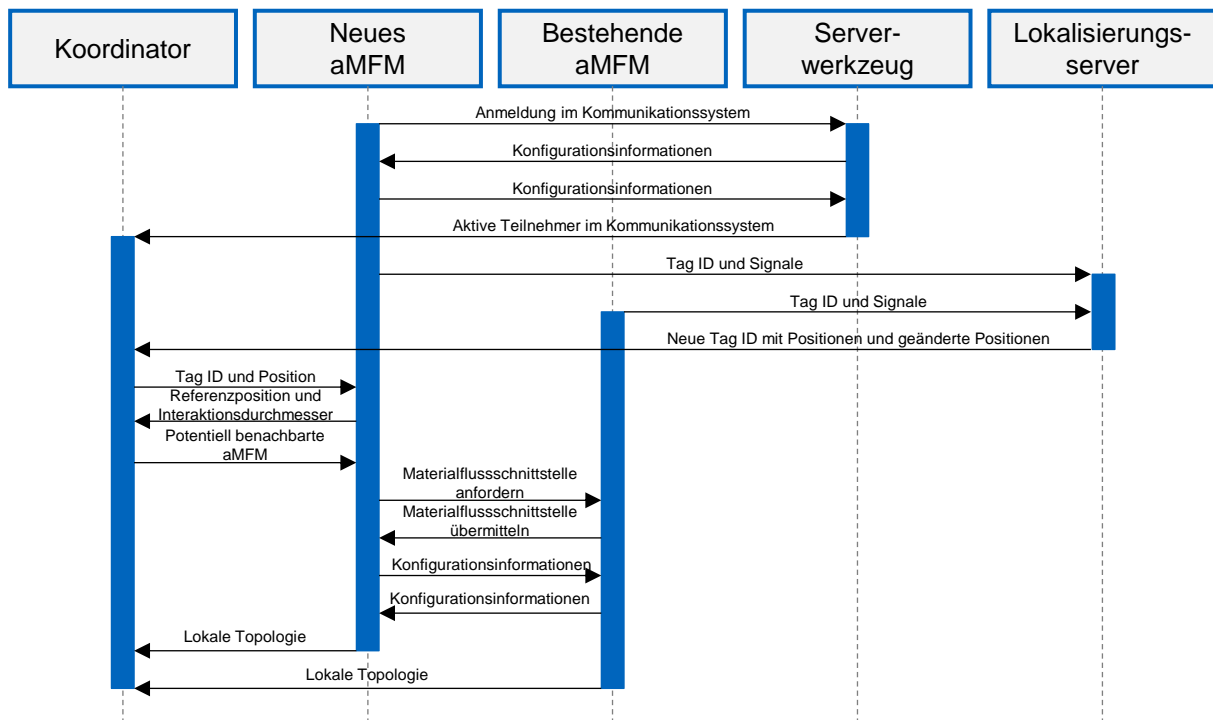 Koordinator
Neues
aMFM
Bestehende
aMFM
Server-
werkzeug
Lokalisierungs-
server
Anmeldung im Kommunikationssystem
Konfigurationsinformationen
Konfigurationsinformationen
Aktive Teilnehmer im Kommunikationssystem
Tag ID und Signale
Tag ID und Signale
Neue Tag ID mit Positionen und geänderte Positionen
Tag ID und Position
Referenzposition und
Interaktionsdurchmesser
Potentiell benachbarte
aMFM
Materialflussschnittstelle
anfordern
Materialflussschnittstelle
übermitteln
Konfigurationsinformationen
Konfigurationsinformationen
Lokale Topologie
Lokale Topologie